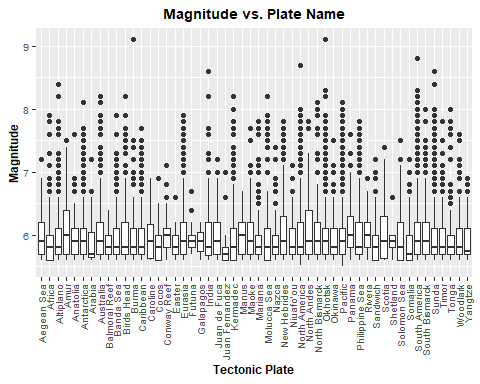 Magnitude vs. Plate Name
Magnitude
9
8
7
6
Aegean Sea
Africa
Altiplano
Amur
Anatolia
Antarctica
Arabia
Australia
Balmoral Reef
Banda Sea
Birds Head
Burma
Caribbean
Caroline
Cocos
Conway Reef
Easter
Eurasia
Futuna
Galapagos
India
Juan de Fuca
Juan Fernandez
Kermadec
Manus
Maoke
Mariana
Molucca Sea
Nazca
New Hebrides
Niuafo'ou
North America
North Andes
North Bismarck
Okhotsk
Okinawa
Pacific
Panama
Philippine Sea
Rivera
Sandwich
Scotia
Shetland
Solomon Sea
Somalia
South America
South Bismarck
Sunda
Timor
Tonga
Woodlark
Yangtze
Tectonic Plate